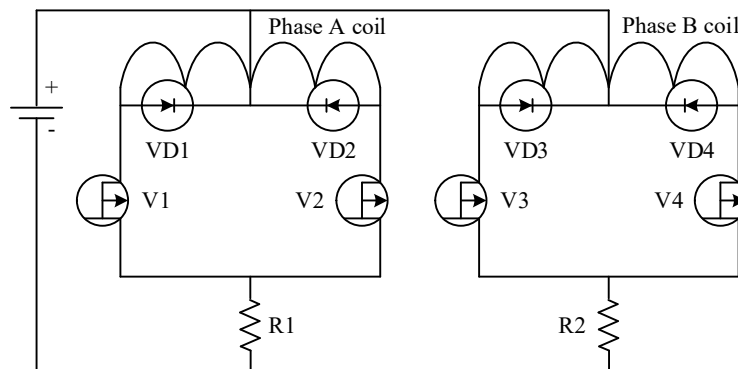 Phase A coil
Phase B coil
+
-
VD1
VD2
VD3
VD4
V1
V2
V3
V4
R1
R2